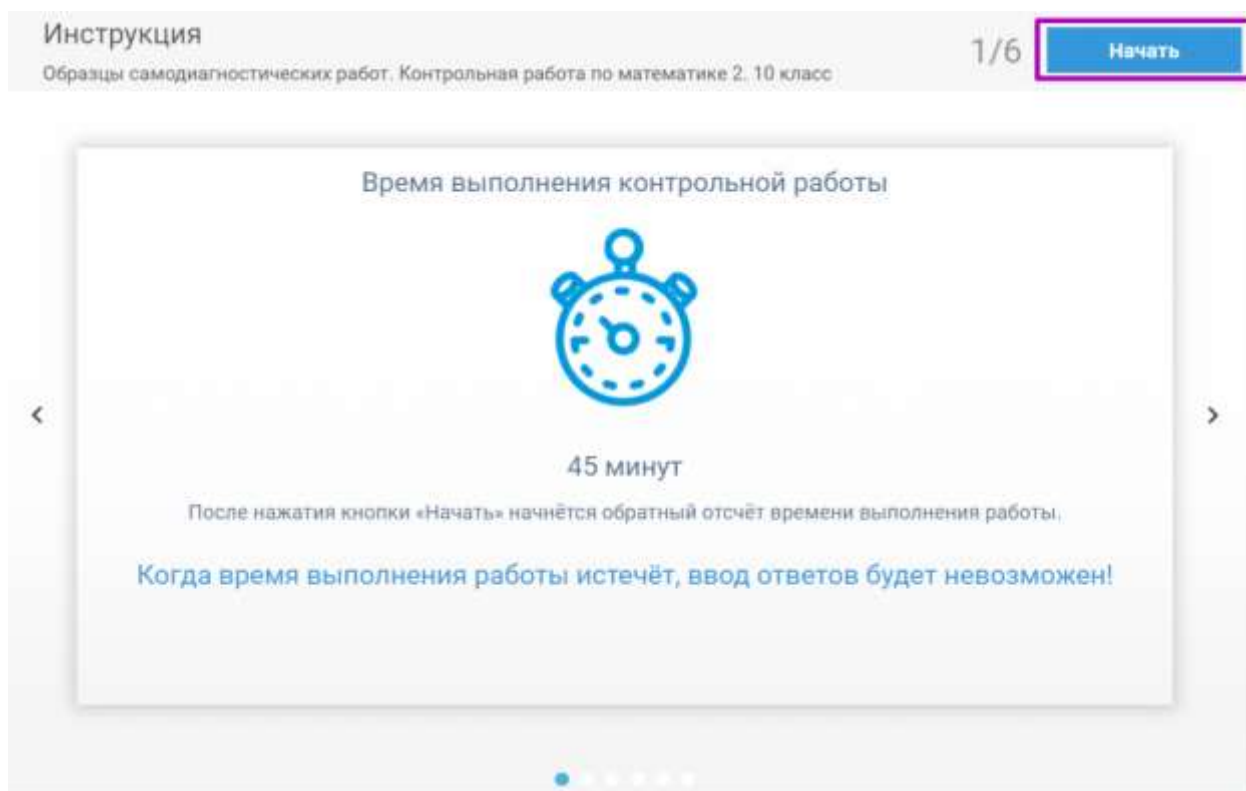 Инструкция
1/6
Начать
Образцы самодиагностических работ. Контрольная работа по математике 2. 10 класс
Время выполнения контрольной работы
45 минут
После нажатия кнопки «Начать» начнётся обратный отсчёт времени выполнения работы.
Когда время выполнения работы истечёт, ввод ответов будет невозможен!